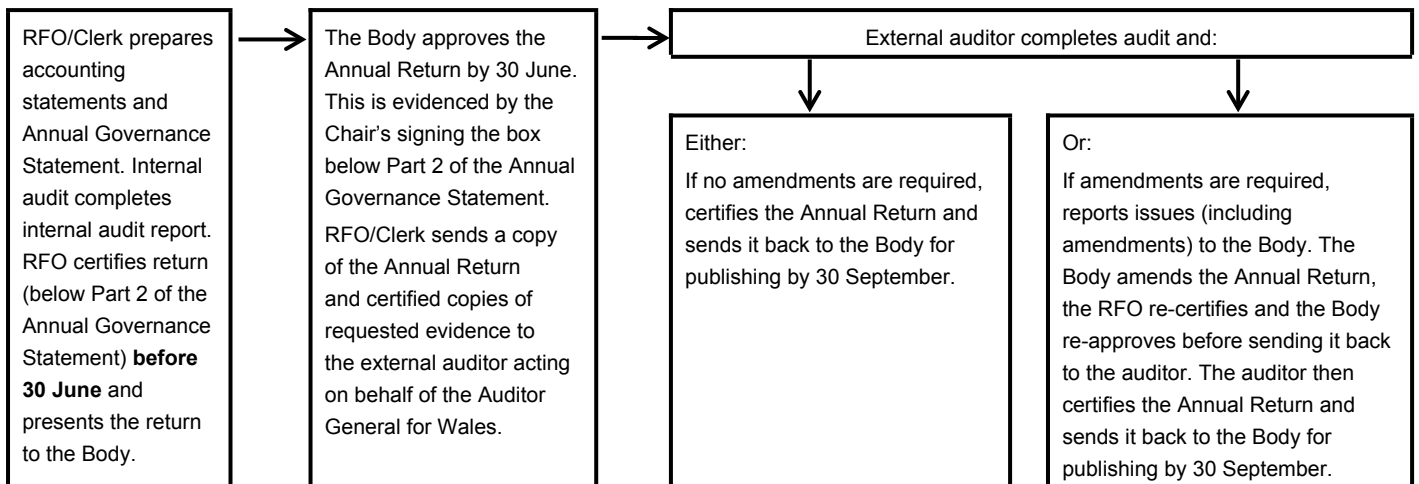 RFO/Clerk prepares
accounting
statements and
Annual Governance
Statement. Internal
audit completes
internal audit report.
RFO certifies return
(below Part 2 of the
Annual Governance
Statement) before
30 June and
presents the return
to the Body.
The Body approves the
Annual Return by 30 June.
This is evidenced by the
Chair’s signing the box
below Part 2 of the Annual
Governance Statement.
RFO/Clerk sends a copy
of the Annual Return
and certified copies of
requested evidence to
the external auditor acting
on behalf of the Auditor
General for Wales.
External auditor completes audit and:
Either:
If no amendments are required,
certifies the Annual Return and
sends it back to the Body for
publishing by 30 September.
Or:
If amendments are required,
reports issues (including
amendments) to the Body. The
Body amends the Annual Return,
the RFO re-certifies and the Body
re-approves before sending it back
to the auditor. The auditor then
certifies the Annual Return and
sends it back to the Body for
publishing by 30 September.